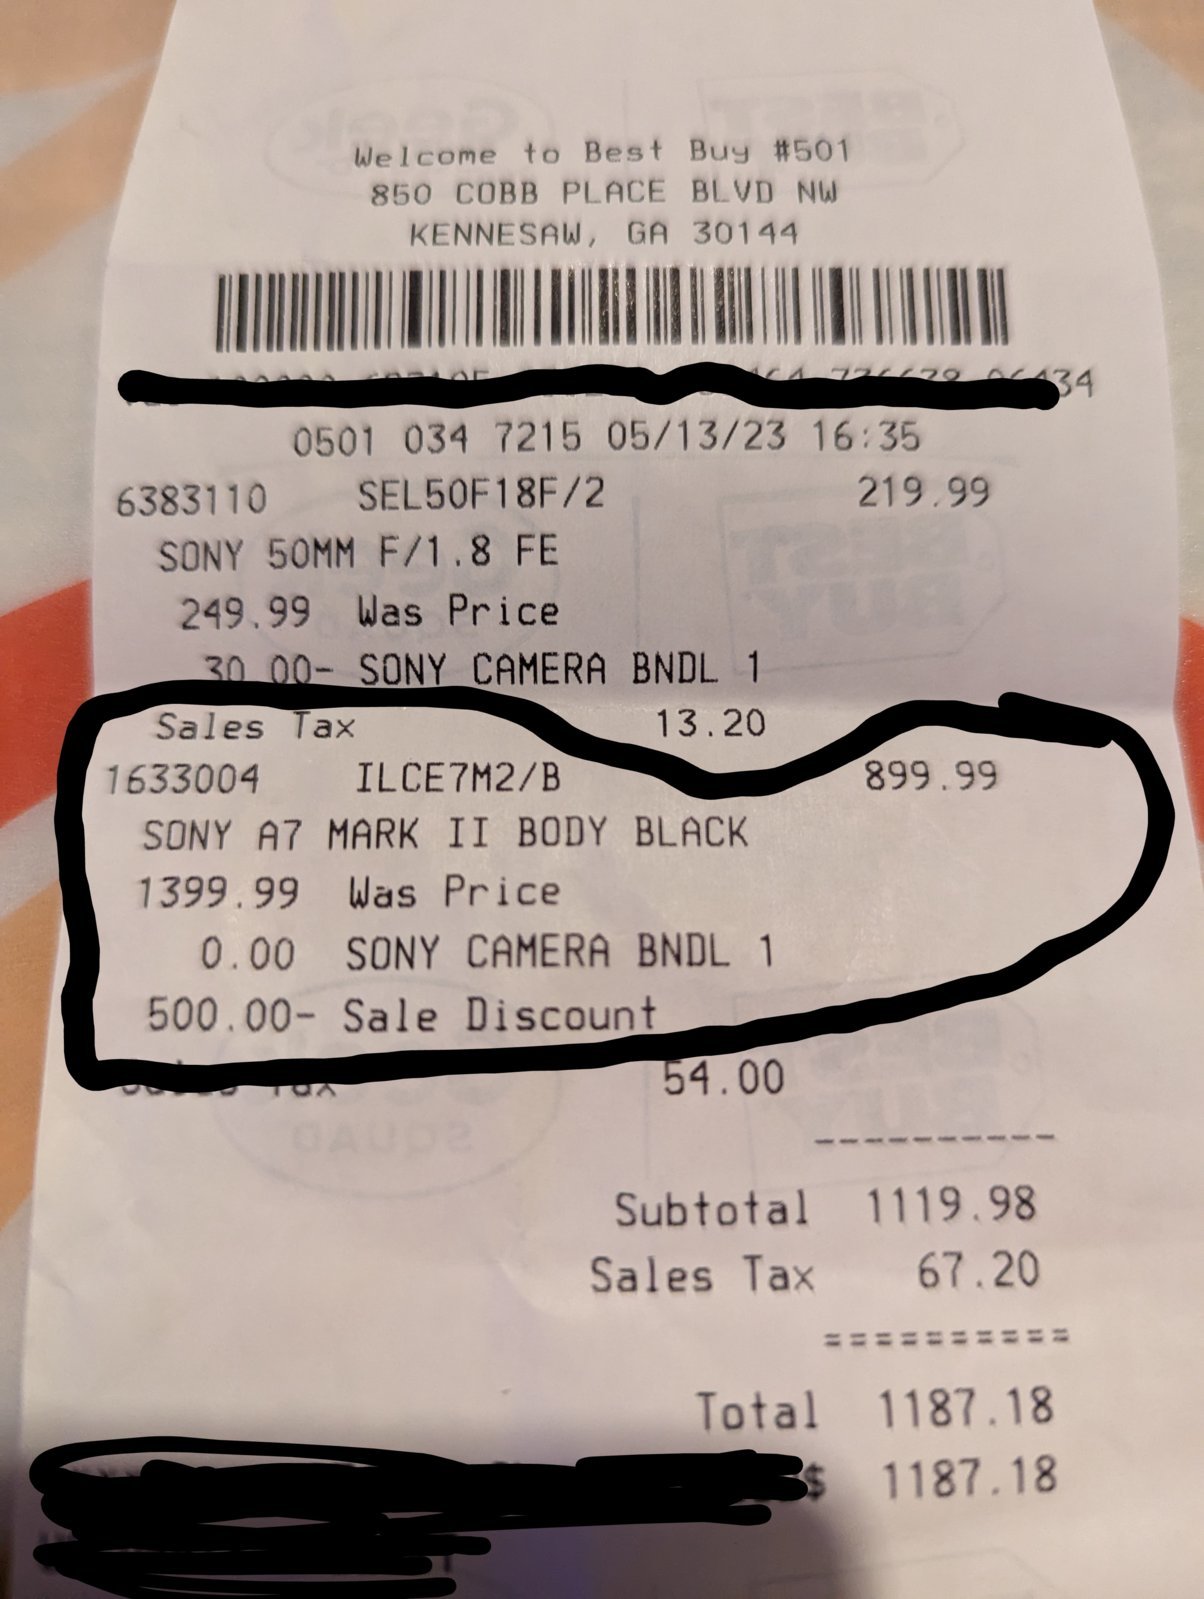 Welcome to Best Buy #501
850 COBB PLACE BLVD NW
KENNESAW, GA 30144
0501 034 7215 05/13/23 16:35
6383110 SEL50F18F/2 219.99
SONY 50MM F/1.8 FE
249.99 Was Price
30.00- SONY CAMERA BNDL 1
Sales Tax 13.20
1633004 ILCE7M2/B 899.99
SONY A7 MARK II BODY BLACK
1399.99 Was Price
0.00 SONY CAMERA BNDL 1
500.00- Sale Discount
Sales Tax 54.00
----------
Subtotal 1119.98
Sales Tax 67.20
==========
Total 1187.18
$ 1187.18